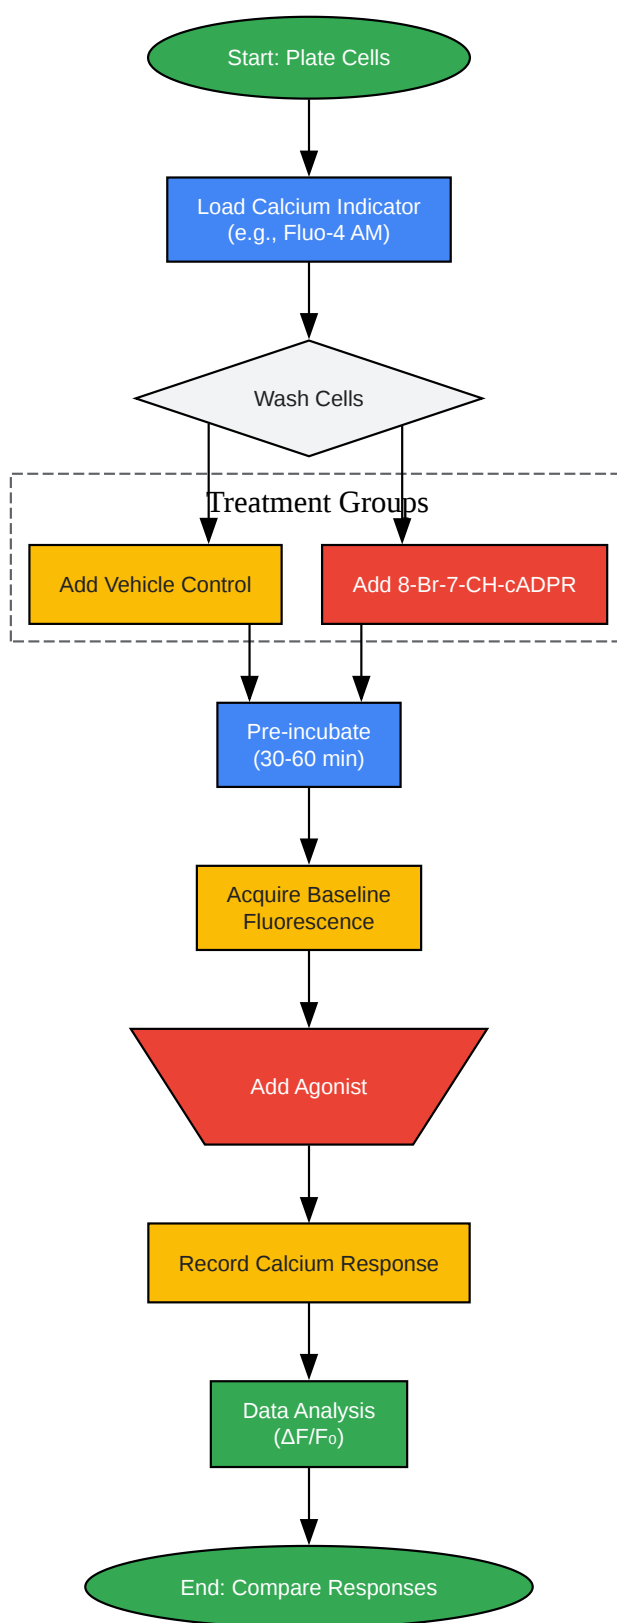 Start: Plate Cells
Load Calcium Indicator
(e.g., Fluo-4 AM)
Wash Cells
Treatment Groups
Add Vehicle Control
Add 8-Br-7-CH-cADPR
Pre-incubate
(30-60 min)
Acquire Baseline
Fluorescence
Add Agonist
Record Calcium Response
Data Analysis
(ΔF/F₀)
End: Compare Responses